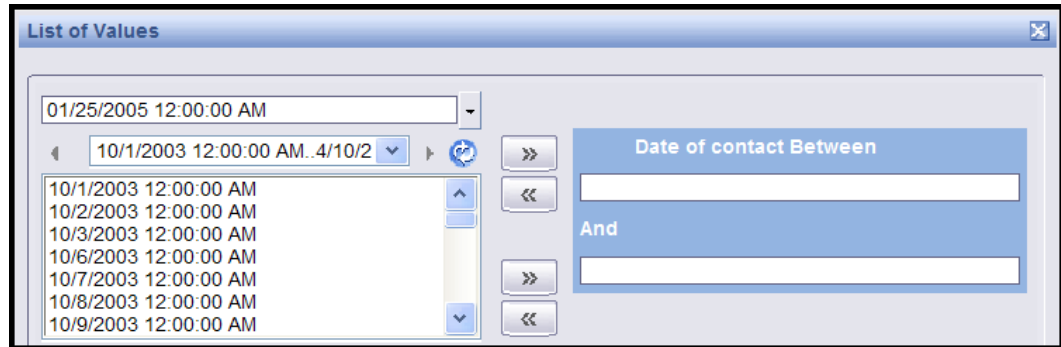 List of Values
01/25/2005 12:00:00 AM
10/1/2003 12:00:00 AM..4/10/2
10/1/2003 12:00:00 AM
10/2/2003 12:00:00 AM
10/3/2003 12:00:00 AM
10/6/2003 12:00:00 AM
10/7/2003 12:00:00 AM
10/8/2003 12:00:00 AM
10/9/2003 12:00:00 AM
Date of contact Between
And